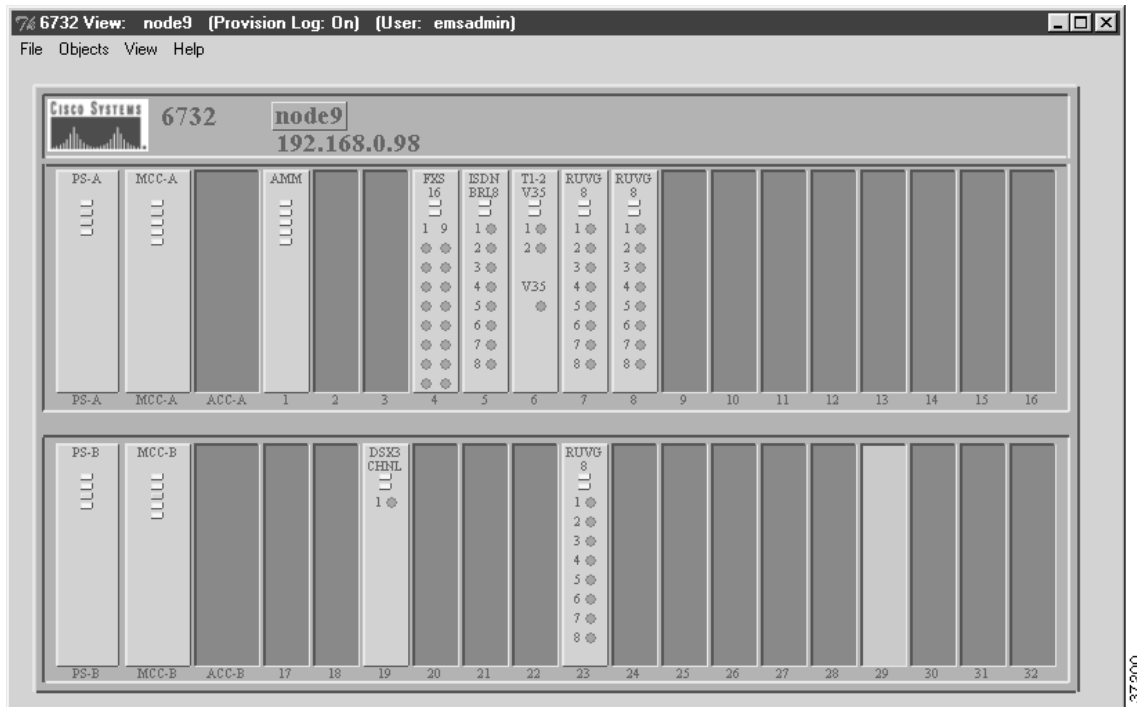 7% 6732 View: node9 (Provision Log: On) (User: emsadmin)
File Objects View Help
CISCO SYSTEMS 6732 node9
192.168.0.98
PS-A MCC-A AMM FXS ISDN T1-2 RUVG RUVG
16 BRI8 V35 8 8
1 9 1 1 1 1
2 2 2 2
3 3 3
4 V35 4 4
5 5 5
6 6 6
7 7 7
8 8 8
PS-A MCC-A ACC-A 1 2 3 4 5 6 7 8 9 10 11 12 13 14 15 16
PS-B MCC-B DSX3 RUVG
CHNL 8
1 1
2
3
4
5
6
7
8
PS-B MCC-B ACC-B 17 18 19 20 21 22 23 24 25 26 27 28 29 30 31 32
37300